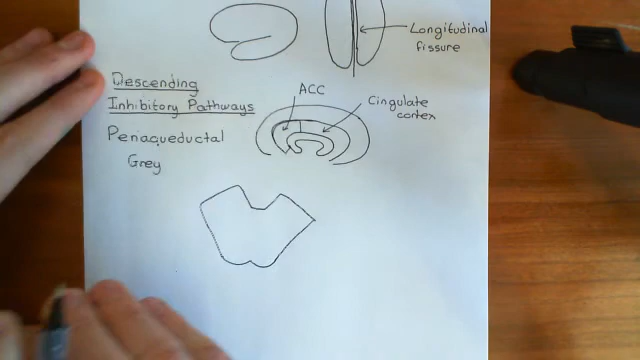 Longitudinal
fissure
Descending
Inhibitory Pathways
ACC
Cingulate
cortex
Periaqueductal
Grey